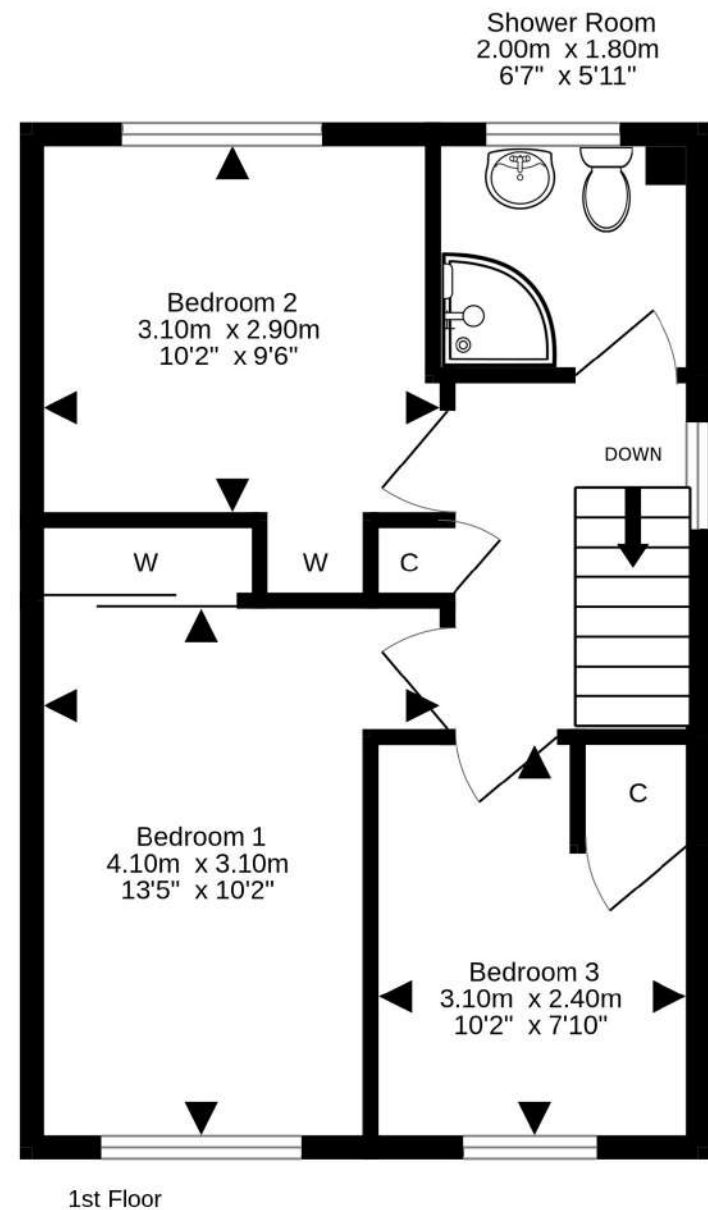 Shower Room
2.00m x 1.80m
6'7" x 5'11"
Bedroom 2
3.10m x 2.90m
10'2" x 9'6"
DOWN
W
W
C
Bedroom 1
4.10m x 3.10m
13'5" x 10'2"
C
Bedroom 3
3.10m x 2.40m
10'2" x 7'10"
1st Floor